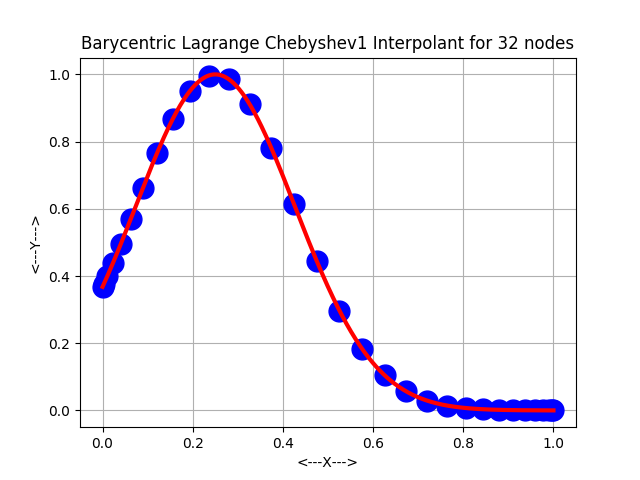 Barycentric Lagrange Chebyshev1 Interpolant for 32 nodes
1.0
0.8
0.6
0.4
0.2
0.0
<---Y--->
0.0 0.2 0.4 0.6 0.8 1.0
<---X--->